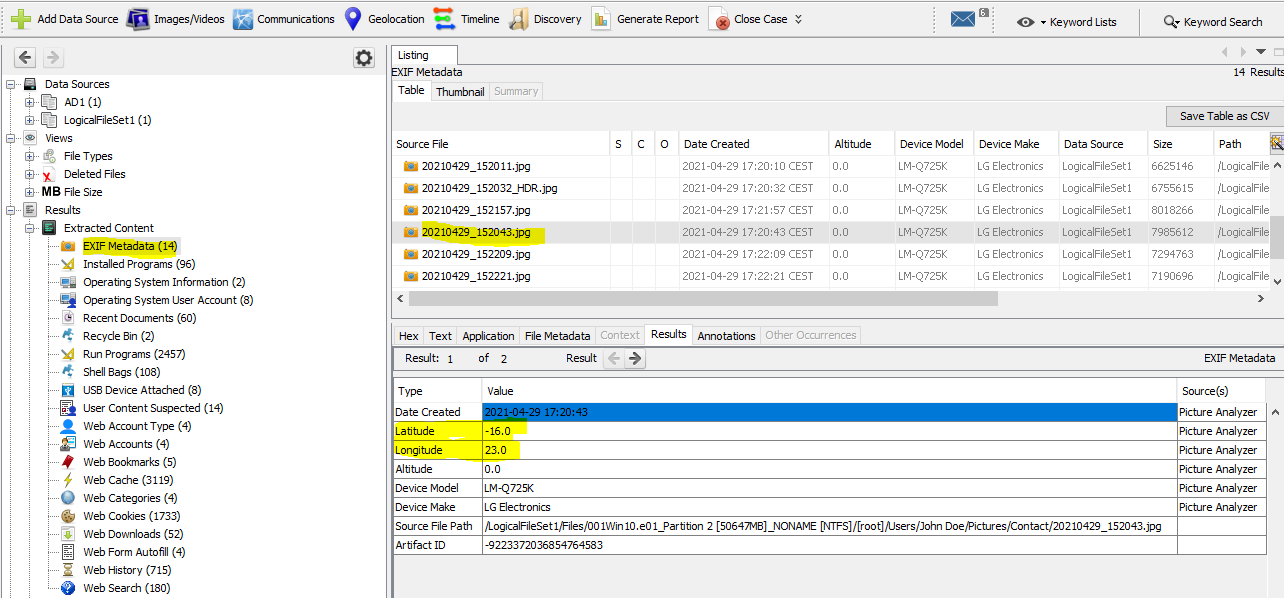 Add Data Source Images/Videos Communications Geolocation Timeline Discovery Generate Report Close Case 6 Keyword Lists Keyword Search
Data Sources
AD1 (1)
LogicalFileSet1 (1)
Views
File Types
Deleted Files
MB File Size
Results
Extracted Content
EXIF Metadata (14)
Installed Programs (96)
Operating System Information (2)
Operating System User Account (8)
Recent Documents (60)
Recycle Bin (2)
Run Programs (2457)
Shell Bags (108)
USB Device Attached (8)
User Content Suspected (14)
Web Account Type (4)
Web Accounts (4)
Web Bookmarks (5)
Web Cache (3119)
Web Categories (4)
Web Cookies (1733)
Web Downloads (52)
Web Form Autofill (4)
Web History (715)
Web Search (180)
Listing
EXIF Metadata 14 Results
Table Thumbnail Summary
Save Table as CSV
Source File S C O Date Created Altitude Device Model Device Make Data Source Size Path
20210429_152011.jpg 2021-04-29 17:20:10 CEST 0.0 LM-Q725K LG Electronics LogicalFileSet1 6625146 /LogicalFile
20210429_152032_HDR.jpg 2021-04-29 17:20:32 CEST 0.0 LM-Q725K LG Electronics LogicalFileSet1 6755615 /LogicalFile
20210429_152157.jpg 2021-04-29 17:21:57 CEST 0.0 LM-Q725K LG Electronics LogicalFileSet1 8018266 /LogicalFile
20210429_152043.jpg 2021-04-29 17:20:43 CEST 0.0 LM-Q725K LG Electronics LogicalFileSet1 7985612 /LogicalFile
20210429_152209.jpg 2021-04-29 17:22:09 CEST 0.0 LM-Q725K LG Electronics LogicalFileSet1 7294763 /LogicalFile
20210429_152221.jpg 2021-04-29 17:22:21 CEST 0.0 LM-Q725K LG Electronics LogicalFileSet1 7190696 /LogicalFile
Hex Text Application File Metadata Context Results Annotations Other Occurrences
Result: 1 of 2 Result EXIF Metadata
Type Value Source(s)
Date Created 2021-04-29 17:20:43 Picture Analyzer
Latitude -16.0 Picture Analyzer
Longitude 23.0 Picture Analyzer
Altitude 0.0 Picture Analyzer
Device Model LM-Q725K Picture Analyzer
Device Make LG Electronics Picture Analyzer
Source File Path /LogicalFileSet1/Files/001Win10.e01_Partition 2 [50647MB]_NONAME [NTFS]/[root]/Users/John Doe/Pictures/Contact/20210429_152043.jpg
Artifact ID -9223372036854764583